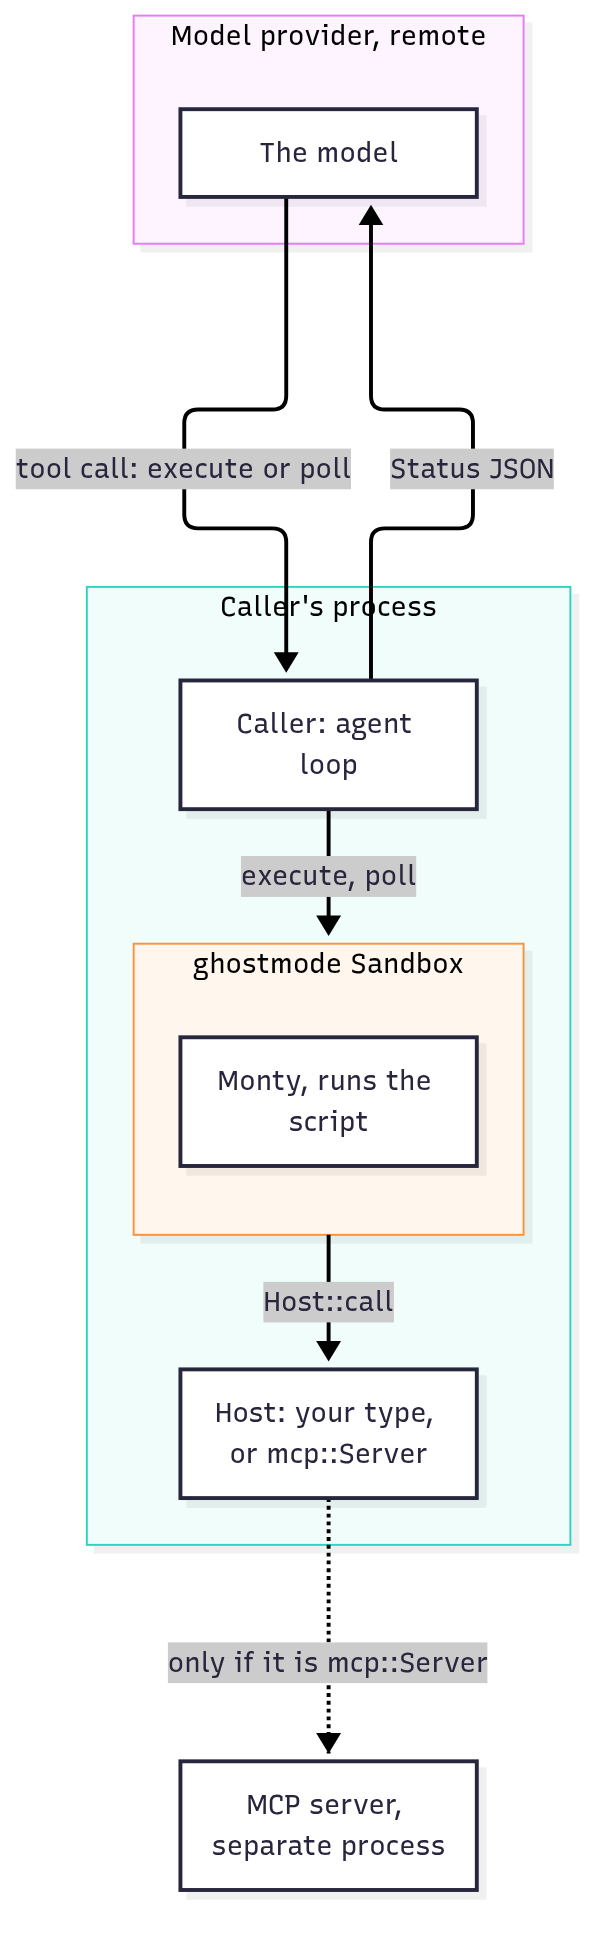 Model provider, remote
The model
tool call: execute or poll
Status JSON
Caller's process
Caller: agent
loop
execute, poll
ghostmode Sandbox
Monty, runs the
script
Host::call
Host: your type,
or mcp::Server
only if it is mcp::Server
MCP server,
separate process